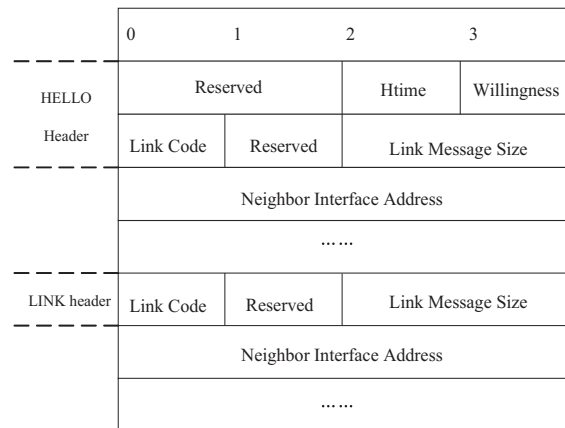 0 1 2 3
Reserved Htime Willingness
HELLO
Header
Link Code Reserved Link Message Size
Neighbor Interface Address
... ...
LINK header Link Code Reserved Link Message Size
Neighbor Interface Address
... ...